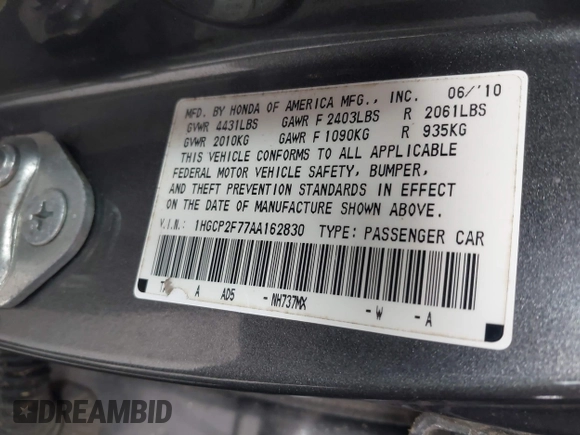 MFD. BY HONDA OF AMERICA MFG., INC. 06/'10
GVWR 4431LBS GAWR F 2403LBS R 2061LBS
GVWR 2010KG GAWR F 1090KG R 935KG
THIS VEHICLE CONFORMS TO ALL APPLICABLE
FEDERAL MOTOR VEHICLE SAFETY, BUMPER,
AND THEFT PREVENTION STANDARDS IN EFFECT
ON THE DATE OF MANUFACTURE SHOWN ABOVE.
V.I.N.: 1HGCP2F77AA162830 TYPE: PASSENGER CAR
A AD5 -NH737MX -W -A
DREAMBID